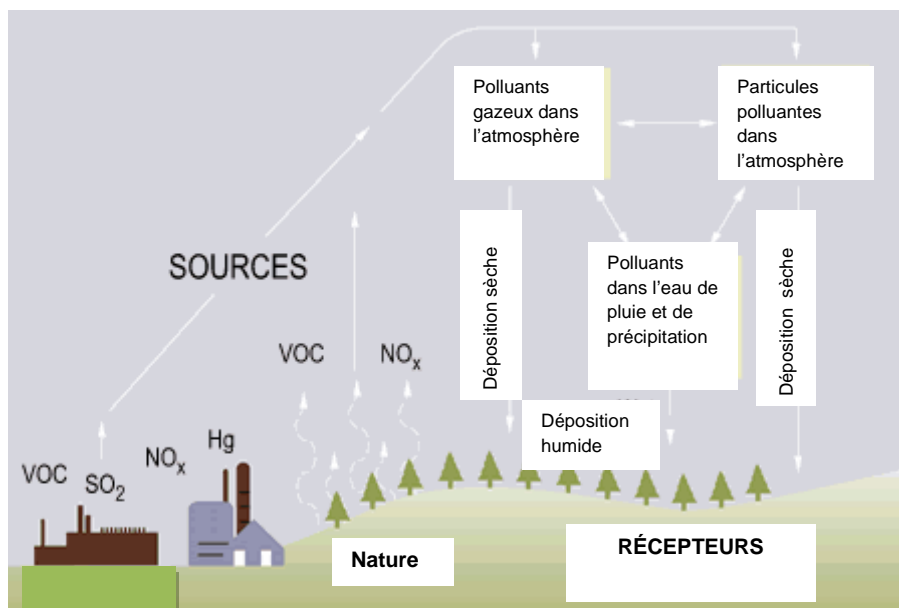 Polluants
gazeux dans
l'atmosphère
Particules
polluantes
dans
l'atmosphère
SOURCES
Déposition sèche
Polluants
dans l'eau de
pluie et de
précipitation
Déposition sèche
VOC
NOx
Déposition
humide
VOC
SO2
NOx
Hg
Nature
RÉCEPTEURS